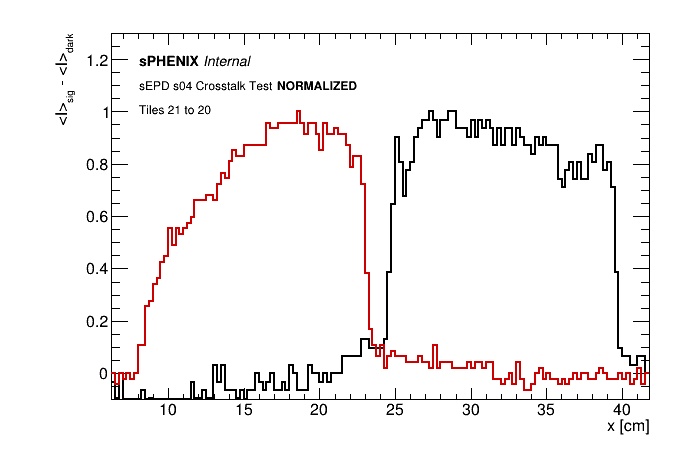 <I>sig - <I>dark
1.2
1
0.8
0.6
0.4
0.2
0
sPHENIX Internal
sEPD s04 Crosstalk Test NORMALIZED
Tiles 21 to 20
10 15 20 25 30 35 40
x [cm]